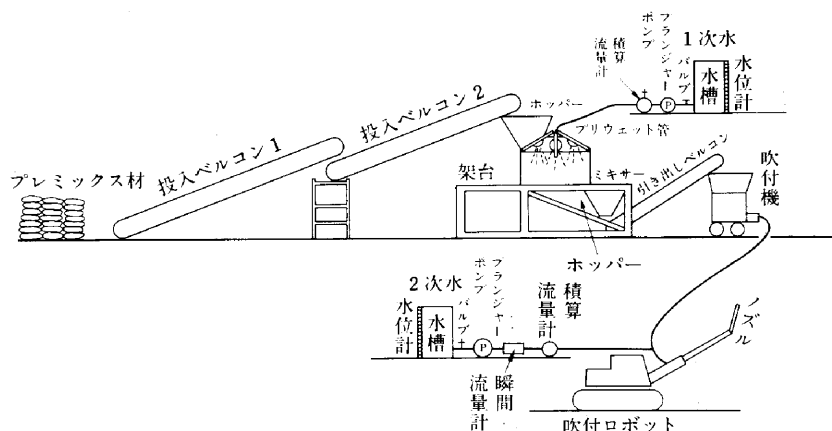 プレミックス材
投入ベルコン1
投入ベルコン2
ホッパー
プリウェット管
積算
流量計
プランジャー
ポンプ
バルブ
1次水
水槽
水位計
P
架台
ミキサー
引き出しベルコン
吹付機
ホッパー
2次水
水位計
水槽
バルブ
プランジャー
ポンプ
P
瞬間
流量計
積算
流量計
ノズル
吹付ロボット